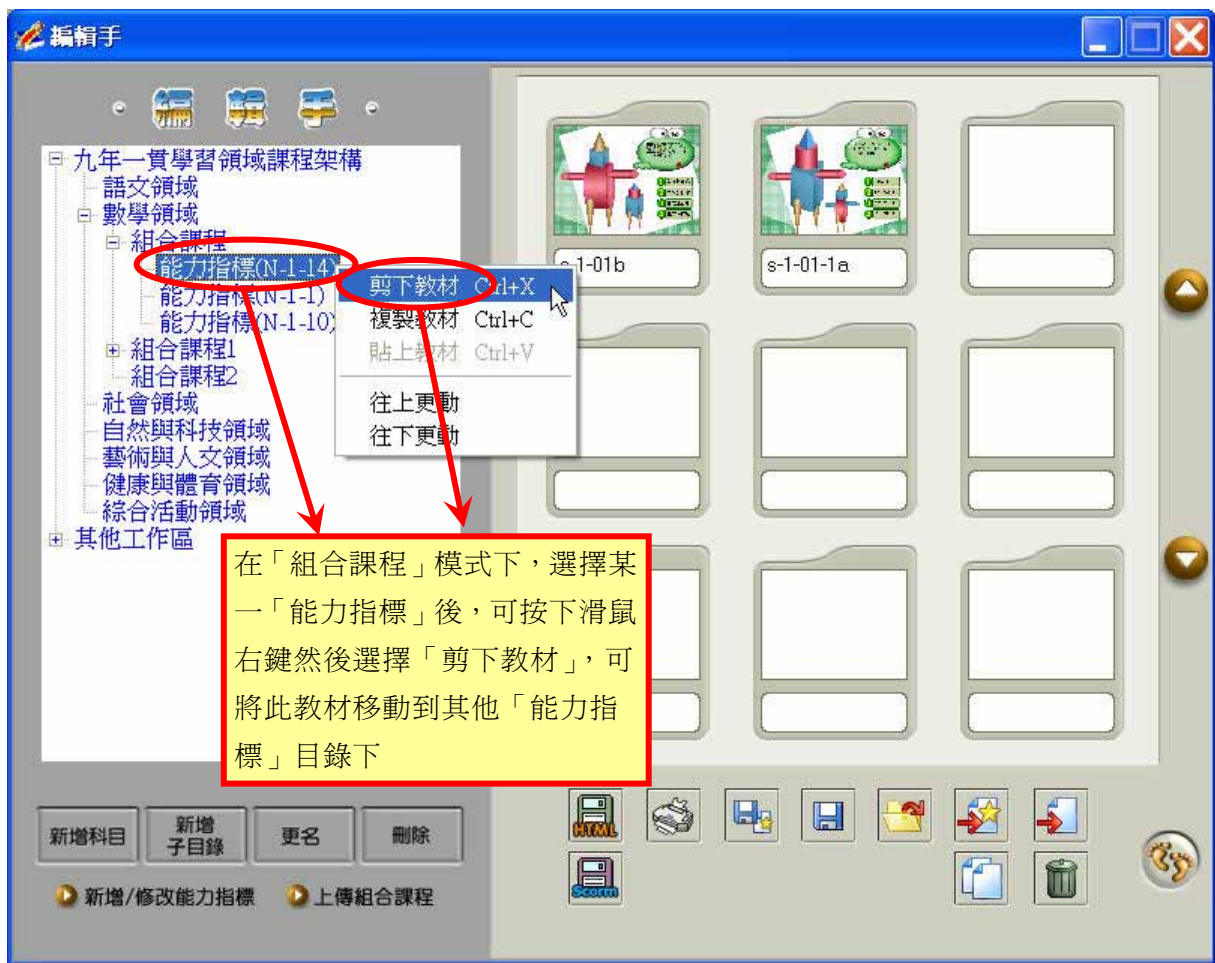 編輯手
編輯手
九年一貫學習領域課程架構
語文領域
數學領域
組合課程
能力指標(N-1-14)
能力指標(N-1-1)
能力指標(N-1-10)
組合課程1
組合課程2
社會領域
自然與科技領域
藝術與人文領域
健康與體育領域
綜合活動領域
其他工作區
剪下教材 Ctrl+X
複製教材 Ctrl+C
貼上教材 Ctrl+V
往上更動
往下更動
s-1-01b
s-1-01-1a
在「組合課程」模式下，選擇某
一「能力指標」後，可按下滑鼠
右鍵然後選擇「剪下教材」，可
將此教材移動到其他「能力指
標」目錄下
新增科目
新增
子目錄
更名
刪除
新增/修改能力指標
上傳組合課程
HTML
Scorm